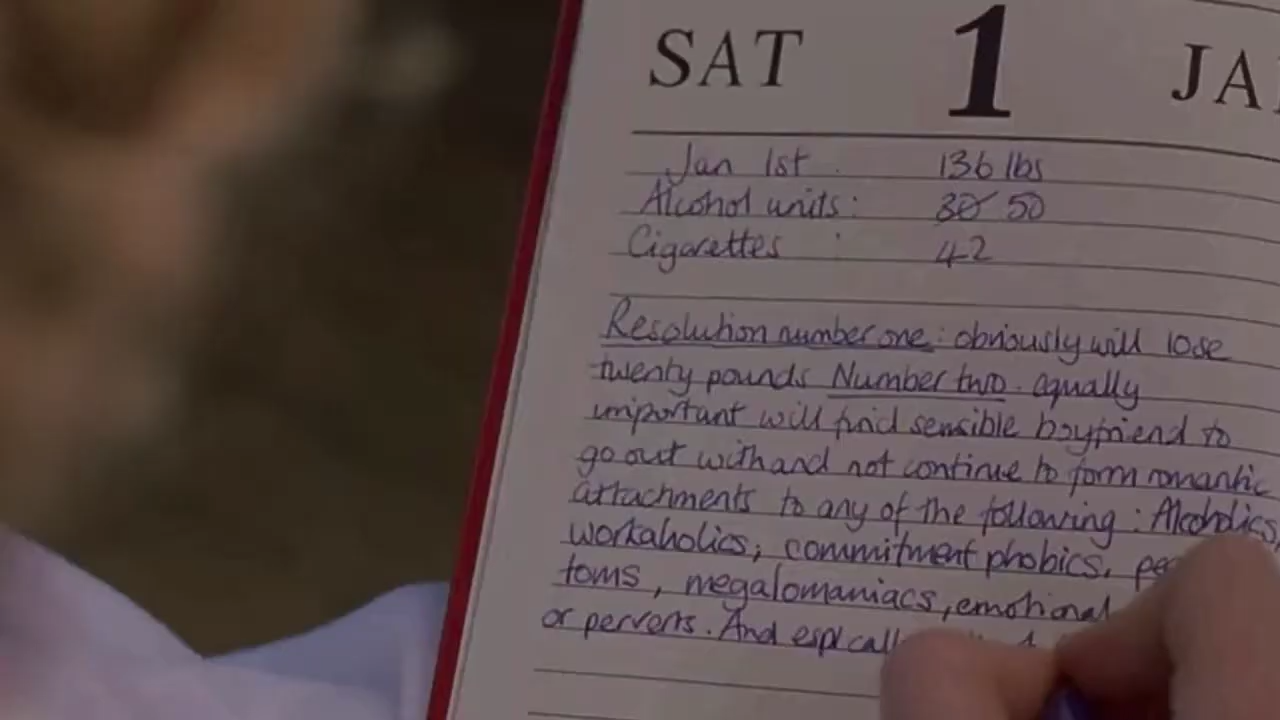 SAT 1 JA
Jan 1st 136 lbs
Alcohol units: 30 50
Cigarettes : 42
Resolution number one: obviously will lose
twenty pounds Number two. equally
important will find sensible boyfriend to
go out with and not continue to form romantic
attachments to any of the following: Alcoholics,
workaholics, commitment phobics, pe
toms, megalomaniacs, emotional
or perverts. And espicall